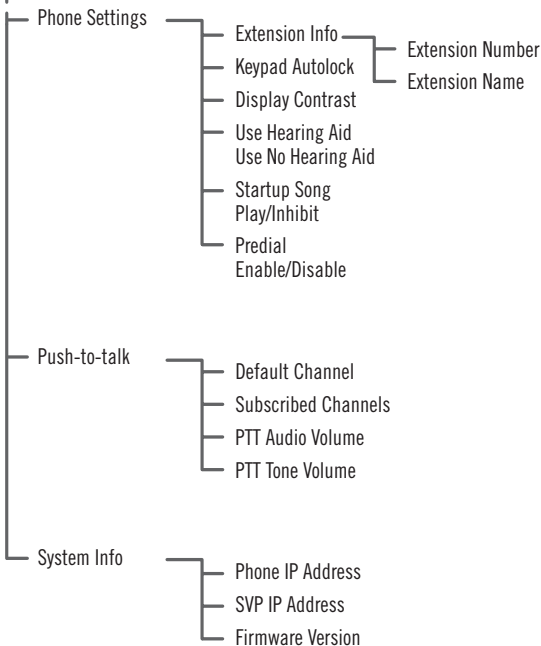 Phone Settings
Extension Info
Extension Number
Keypad Autolock
Extension Name
Display Contrast
Use Hearing Aid
Use No Hearing Aid
Startup Song
Play/Inhibit
Predial
Enable/Disable
Push-to-talk
Default Channel
Subscribed Channels
PTT Audio Volume
PTT Tone Volume
System Info
Phone IP Address
SVP IP Address
Firmware Version